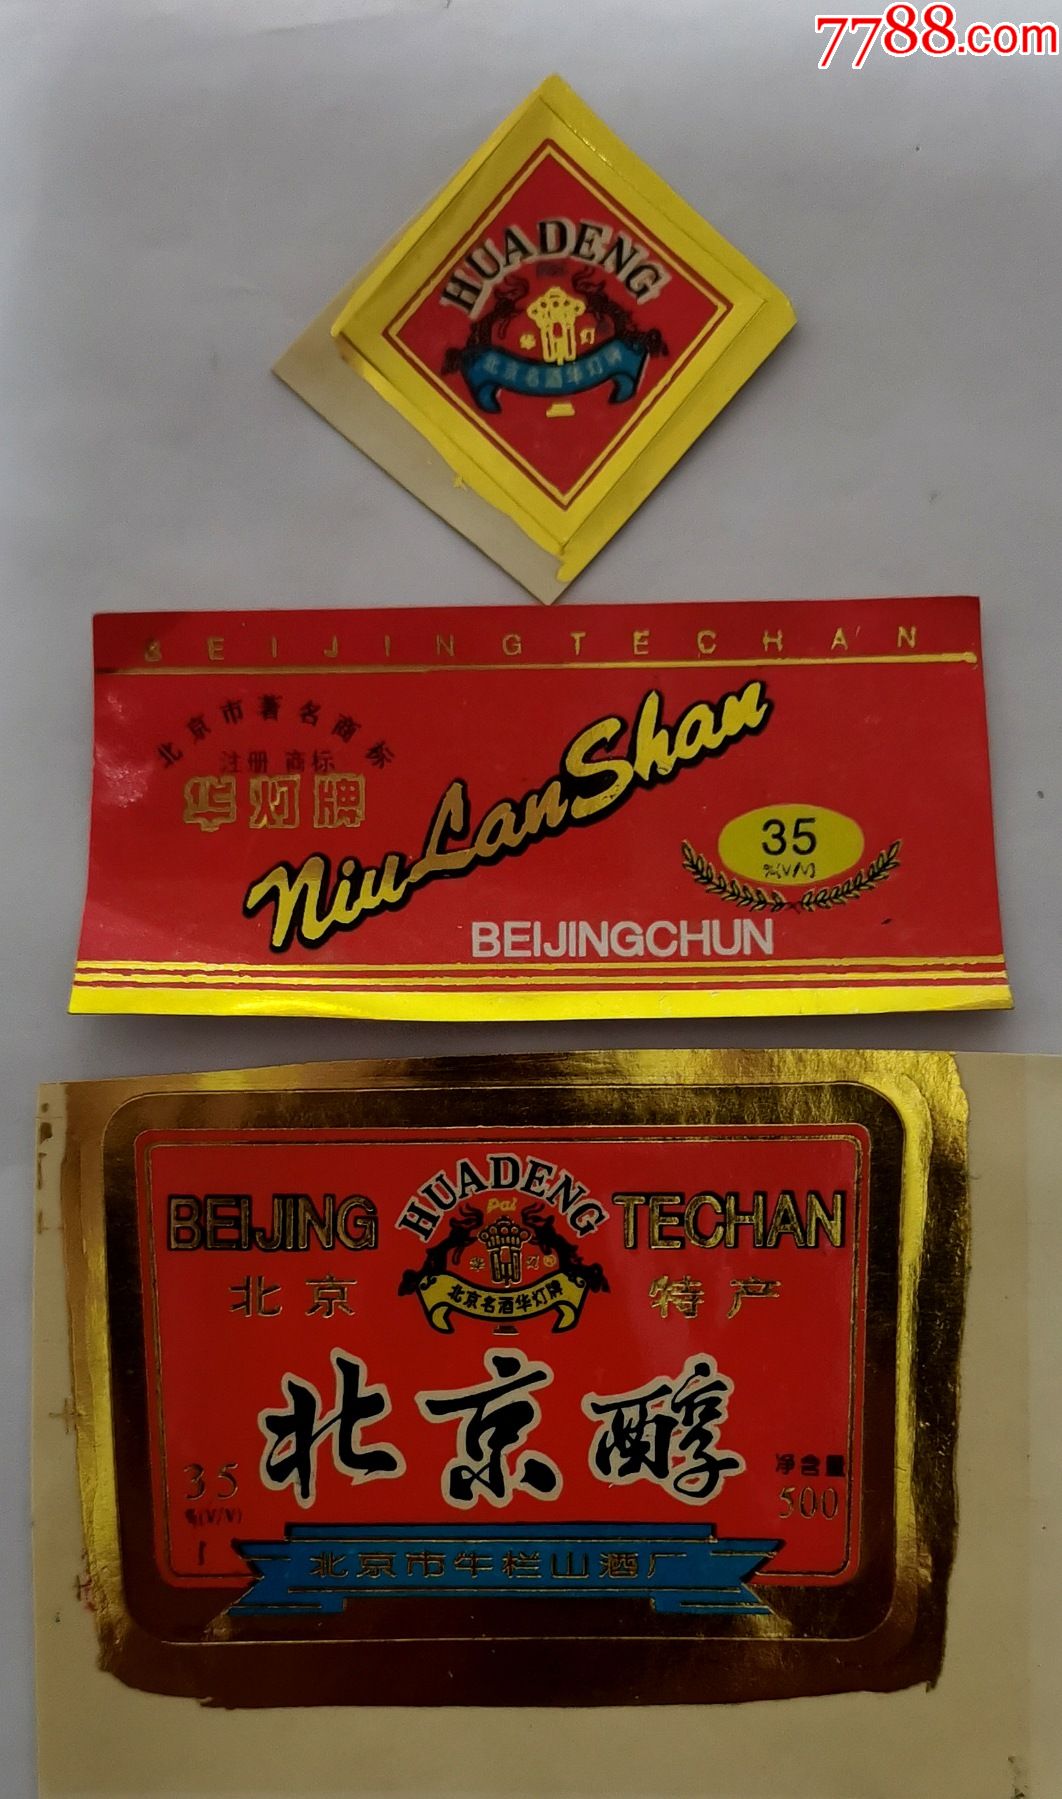 7788.com
HUADENG
Pai
华 灯
北京名酒华灯牌
BEIJINGTECHAN
北京市著名商标
注册 商标
华灯牌
NiuLanShan
35
%(V/V)
BEIJINGCHUN
HUADENG
Pai
BEIJING TECHAN
华 灯
北京 特产
北京名酒华灯牌
北京醇
35
%(V/V)
净含量
500
北京市牛栏山酒厂